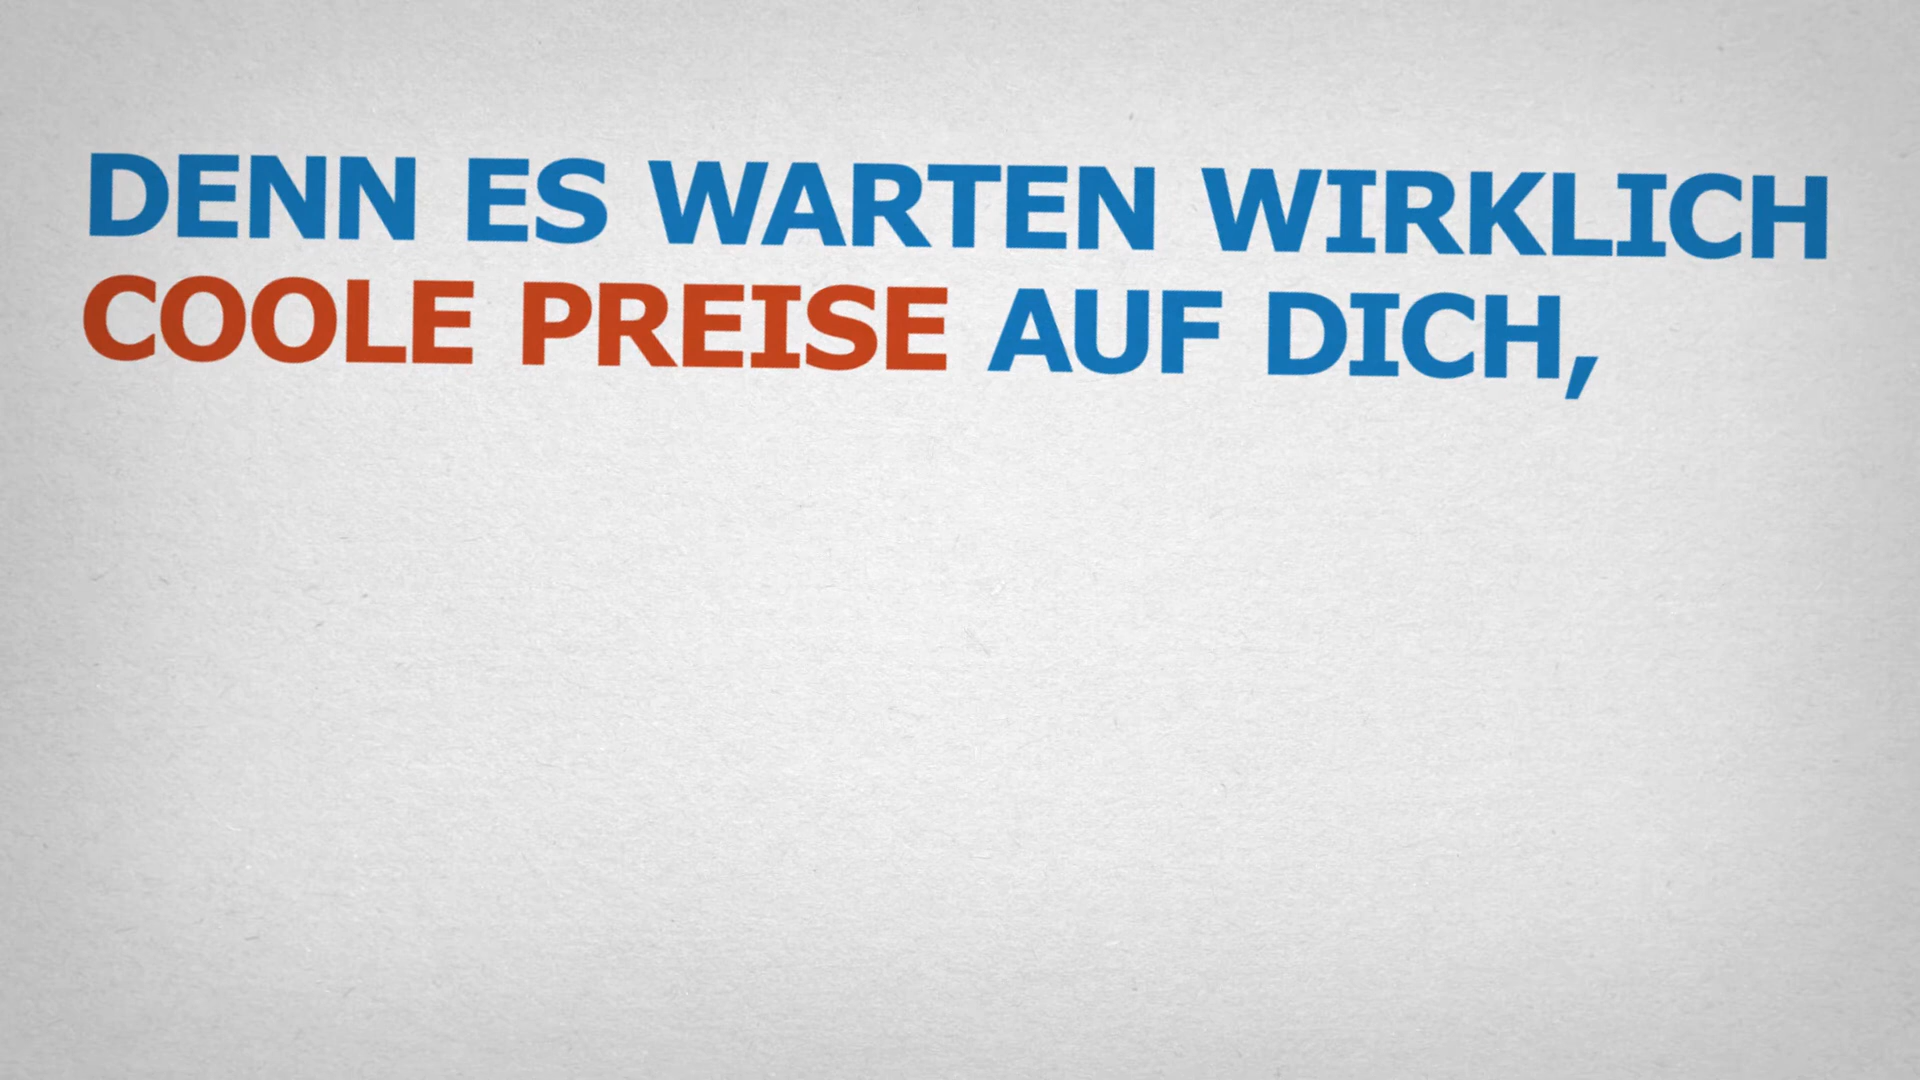 DENN ES WARTEN WIRKLICH
COOLE PREISE AUF DICH,